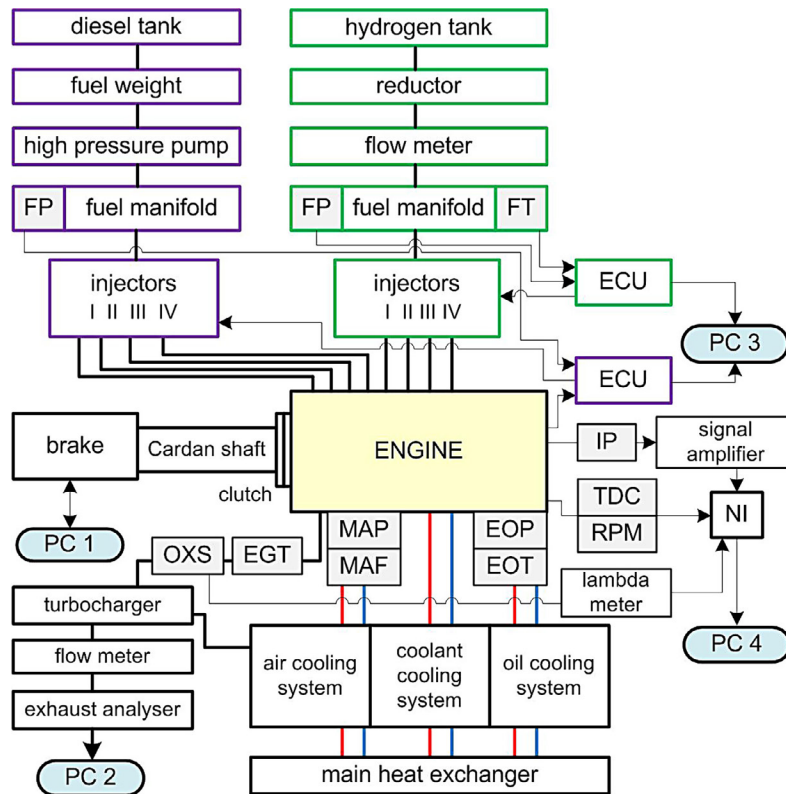 diesel tank
hydrogen tank
fuel weight
reductor
high pressure pump
flow meter
FP fuel manifold
FP fuel manifold FT
injectors
I II III IV
injectors
I II III IV
ECU
PC 3
ECU
brake
Cardan shaft
clutch
ENGINE
IP
signal
amplifier
TDC
RPM
NI
PC 1
OXS
EGT
MAP
MAF
EOP
EOT
lambda
meter
PC 4
turbocharger
flow meter
exhaust analyser
PC 2
air cooling
system
coolant
cooling
system
oil cooling
system
main heat exchanger